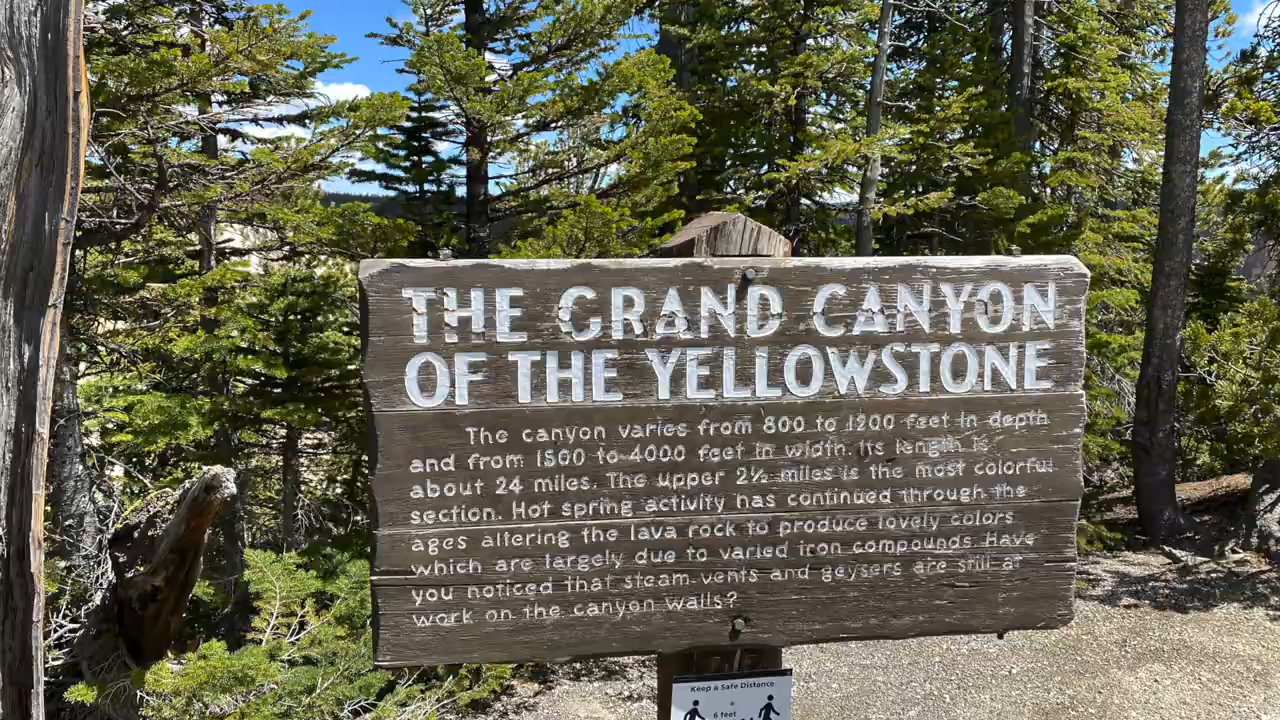 THE GRAND CANYON
OF THE YELLOWSTONE
The canyon varies from 800 to 1200 feet in depth
and from 1500 to 4000 feet in width. Its length is
about 24 miles. The upper 2½ miles is the most colorful
section. Hot spring activity has continued through the
ages altering the lava rock to produce lovely colors
which are largely due to varied iron compounds. Have
you noticed that steam vents and geysers are still at
work on the canyon walls?
Keep a Safe Distance
6 feet